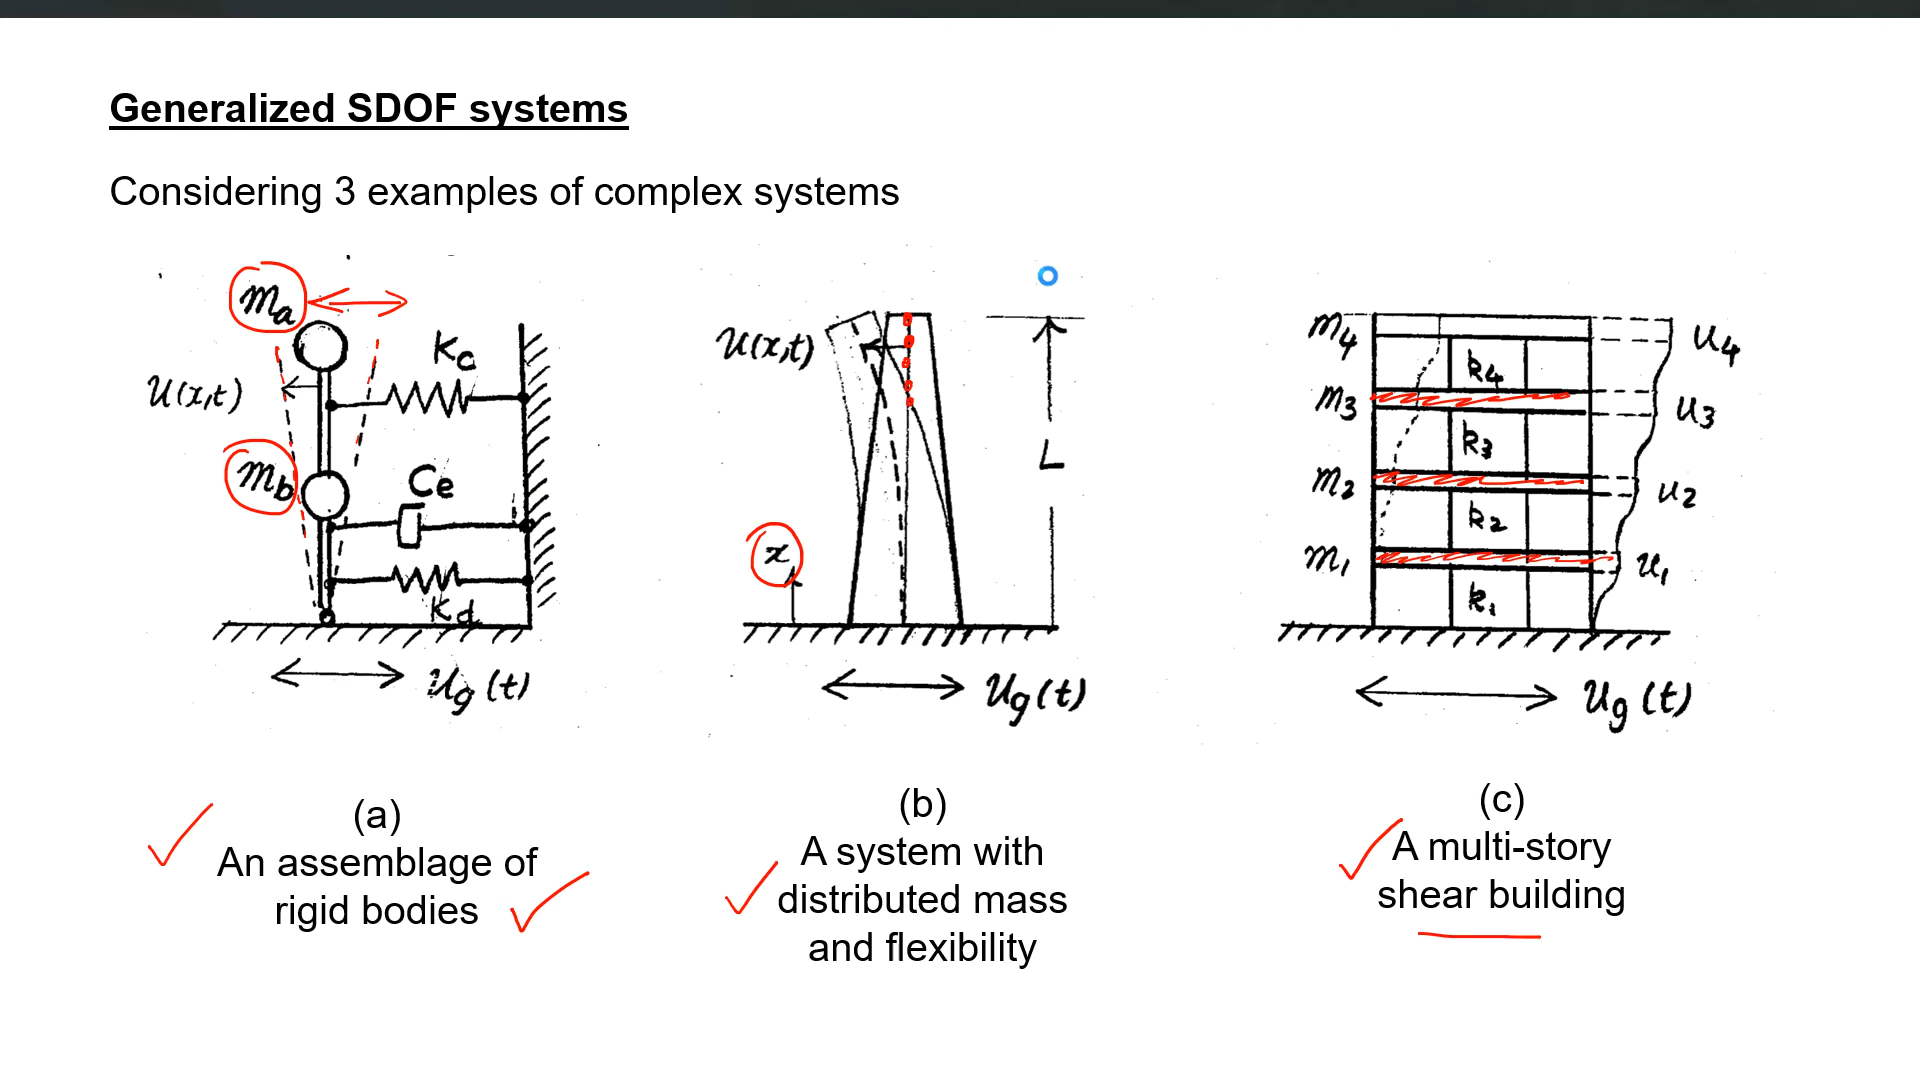 Generalized SDOF systems
Considering 3 examples of complex systems
ma
Kc
u(x,t)
mb
Ce
Kd
ug(t)
(a)
An assemblage of
rigid bodies
u(x,t)
L
x
ug(t)
(b)
A system with
distributed mass
and flexibility
m4
k4
u4
m3
k3
u3
m2
k2
u2
m1
k1
u1
ug(t)
(c)
A multi-story
shear building